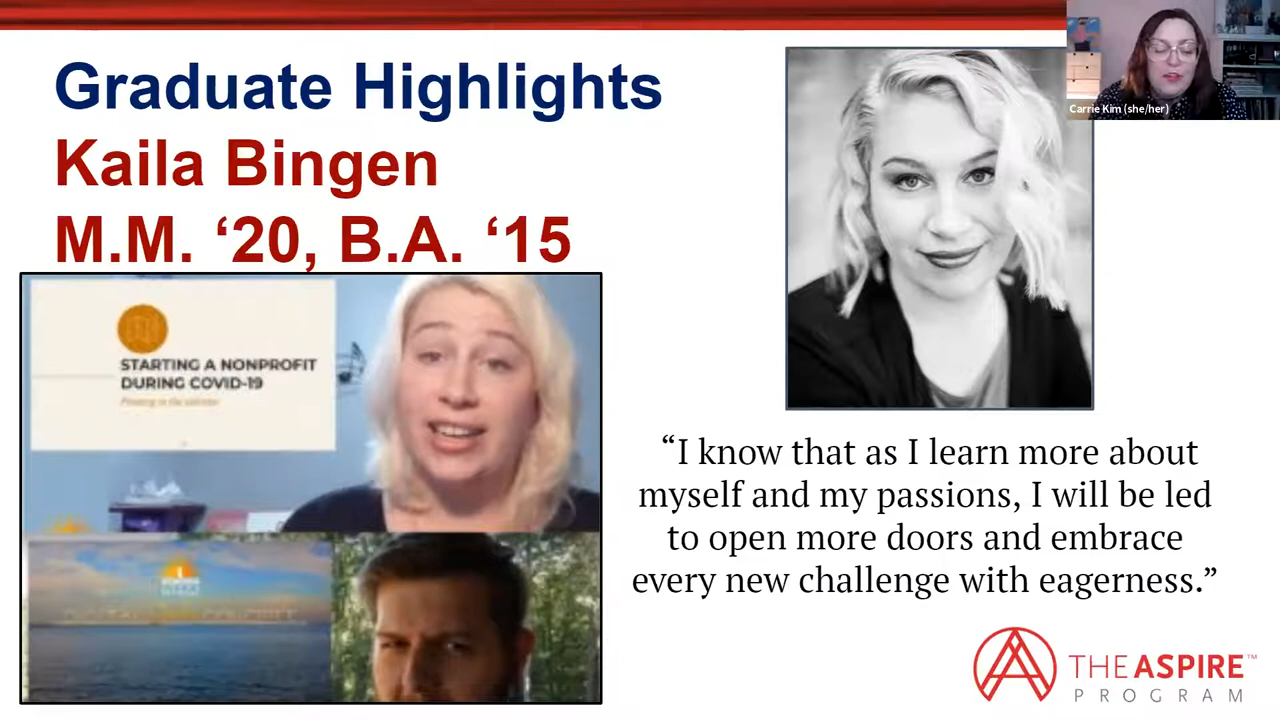 Graduate Highlights
Kaila Bingen
M.M. ‘20, B.A. ‘15
Carrie Kim (she/her)
STARTING A NONPROFIT
DURING COVID-19
“I know that as I learn more about
myself and my passions, I will be led
to open more doors and embrace
every new challenge with eagerness.”
THE ASPIRE™
PROGRAM